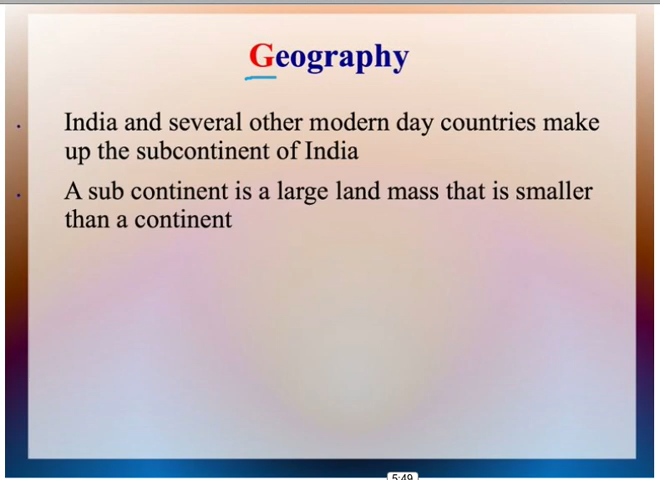 Geography
India and several other modern day countries make
up the subcontinent of India
A sub continent is a large land mass that is smaller
than a continent
5:49